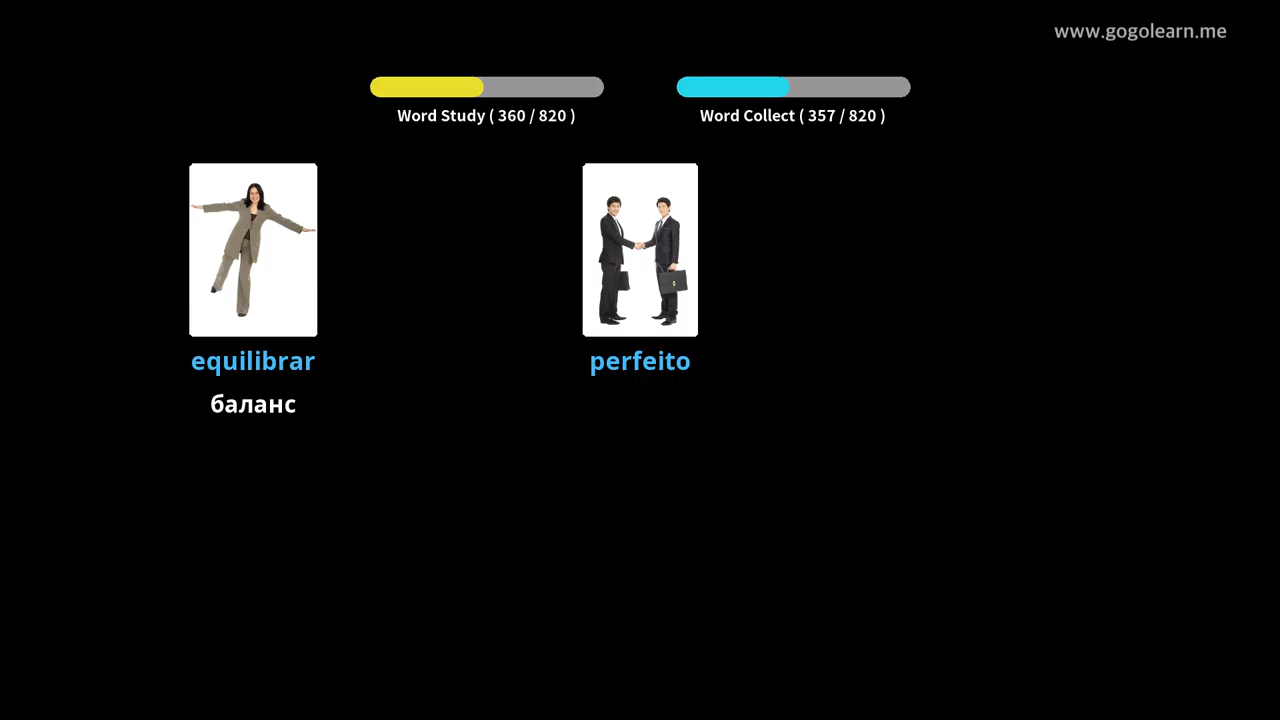 www.gogolearn.me
Word Study ( 360 / 820 )
Word Collect ( 357 / 820 )
equilibrar
perfeito
баланс